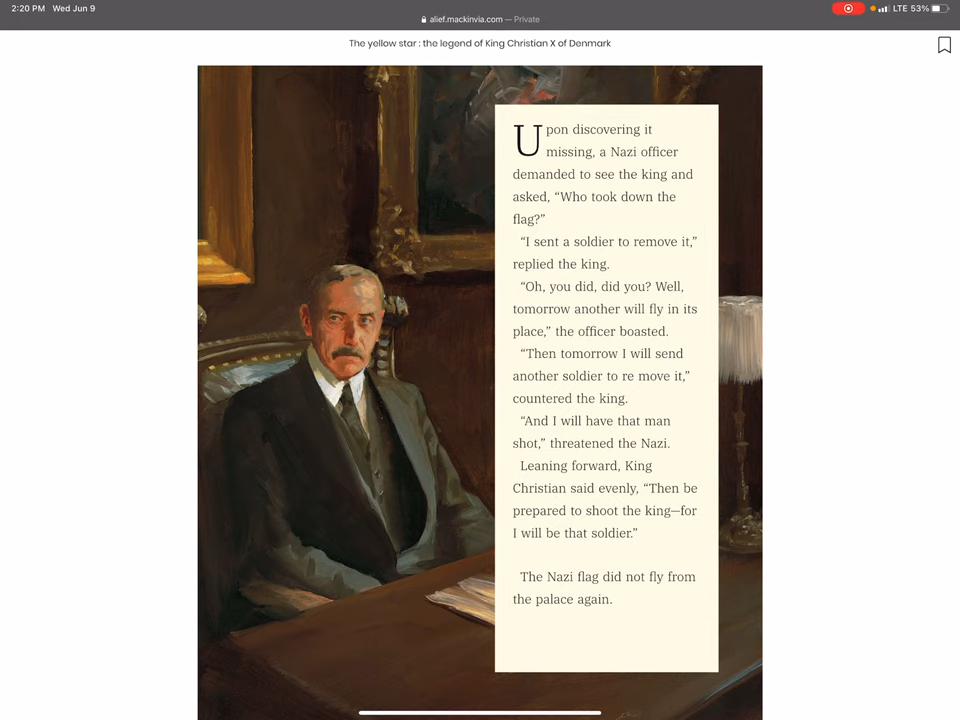 2:20 PM Wed Jun 9
LTE 53%
alief.mackinvia.com — Private
The yellow star : the legend of King Christian X of Denmark
Upon discovering it
missing, a Nazi officer
demanded to see the king and
asked, “Who took down the
flag?”
“I sent a soldier to remove it,”
replied the king.
“Oh, you did, did you? Well,
tomorrow another will fly in its
place,” the officer boasted.
“Then tomorrow I will send
another soldier to re move it,”
countered the king.
“And I will have that man
shot,” threatened the Nazi.
Leaning forward, King
Christian said evenly, “Then be
prepared to shoot the king—for
I will be that soldier.”
The Nazi flag did not fly from
the palace again.